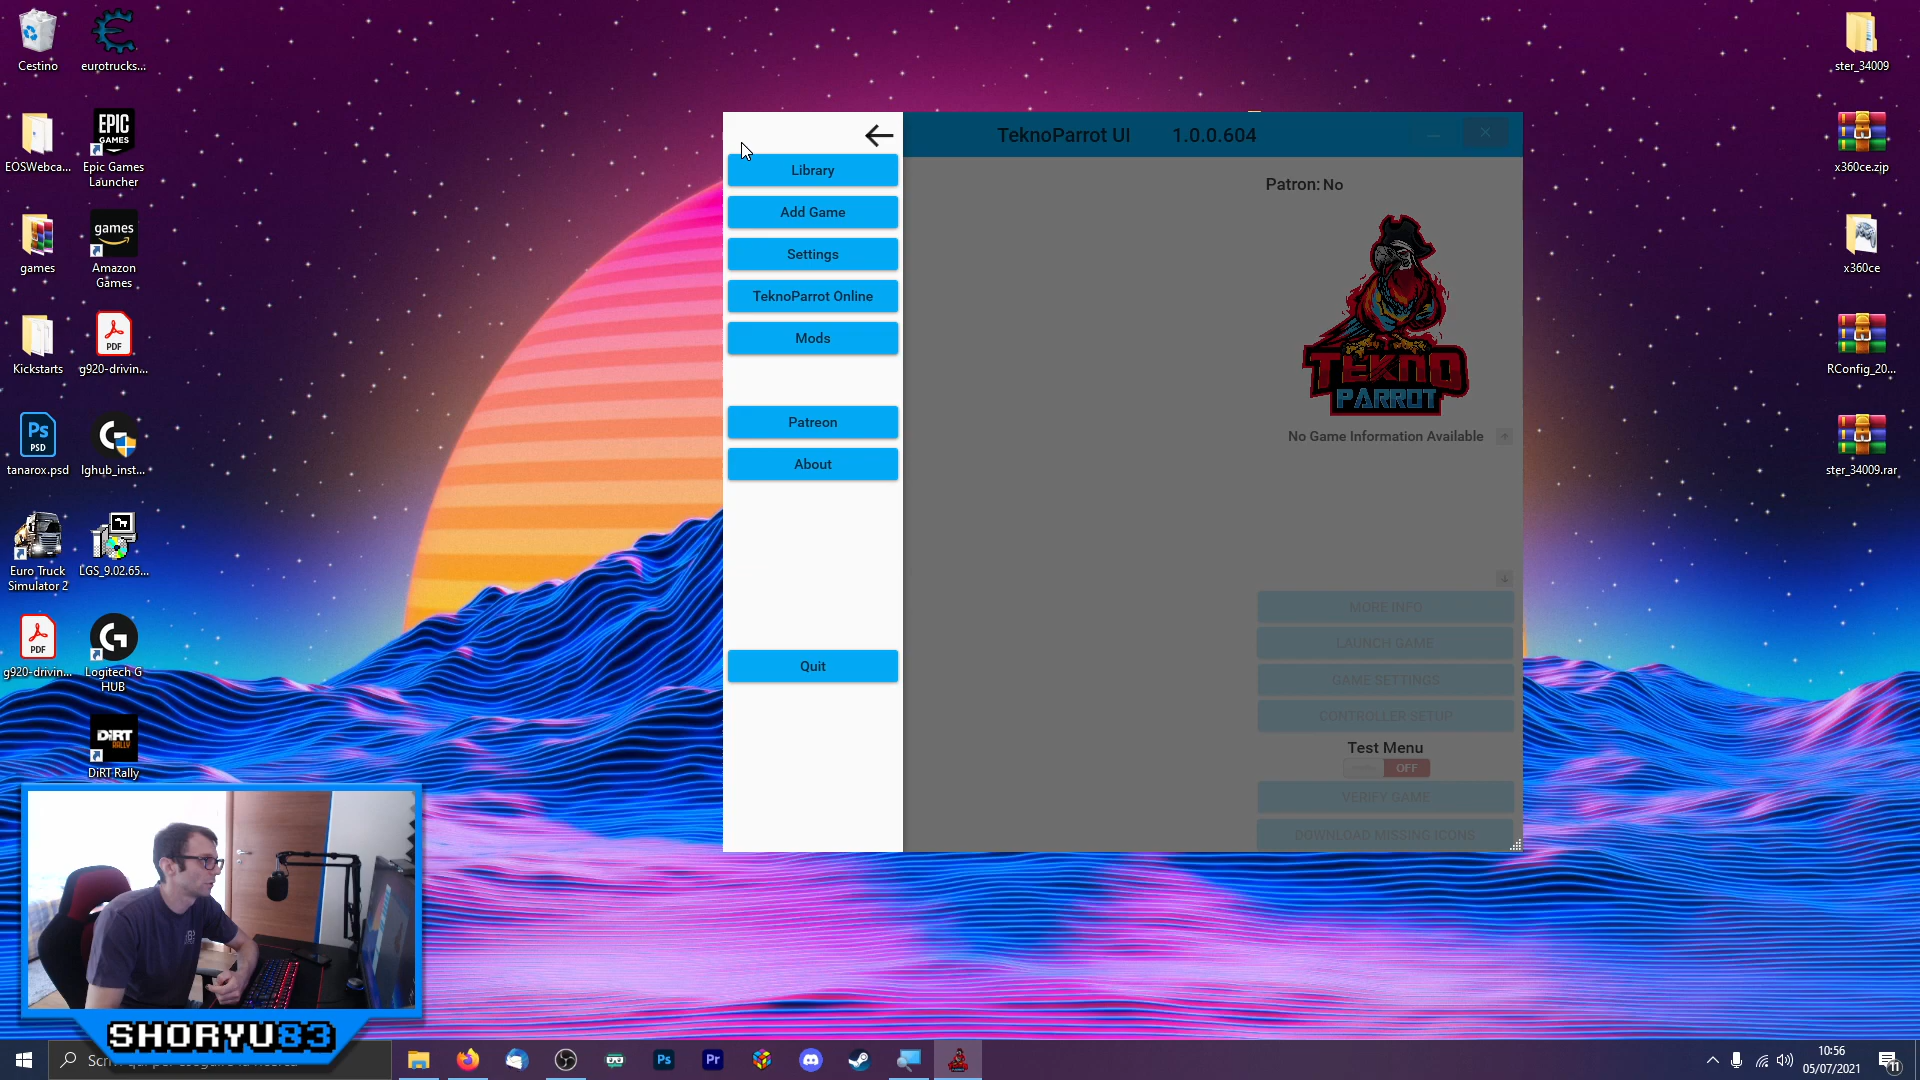 Cestino
eurotrucks...
EOSWebca...
EPIC
GAMES
Epic Games
Launcher
games
games
Amazon
Games
Kickstarts
PDF
g920-drivin...
Ps
PSD
tanarox.psd
lghub_inst...
Euro Truck
Simulator 2
LGS_9.02.65...
PDF
g920-drivin...
Logitech G
HUB
DiRT
RALLY
DiRT Rally
Library
Add Game
Settings
TeknoParrot Online
Mods
Patreon
About
Quit
TeknoParrot UI 1.0.0.604
Patron: No
TEKNO
PARROT
No Game Information Available
MORE INFO
LAUNCH GAME
GAME SETTINGS
CONTROLLER SETUP
Test Menu
OFF
VERIFY GAME
DOWNLOAD MISSING ICONS
ster_34009
x360ce.zip
x360ce
RConfig_20...
ster_34009.rar
SHORYU83
Ps
Pr
10:56
05/07/2021
11